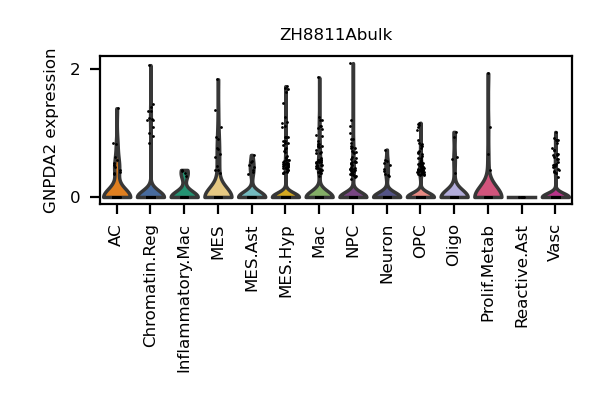 ZH8811Abulk
GNPDA2 expression
2
0
AC
Chromatin.Reg
Inflammatory.Mac
MES
MES.Ast
MES.Hyp
Mac
NPC
Neuron
OPC
Oligo
Prolif.Metab
Reactive.Ast
Vasc